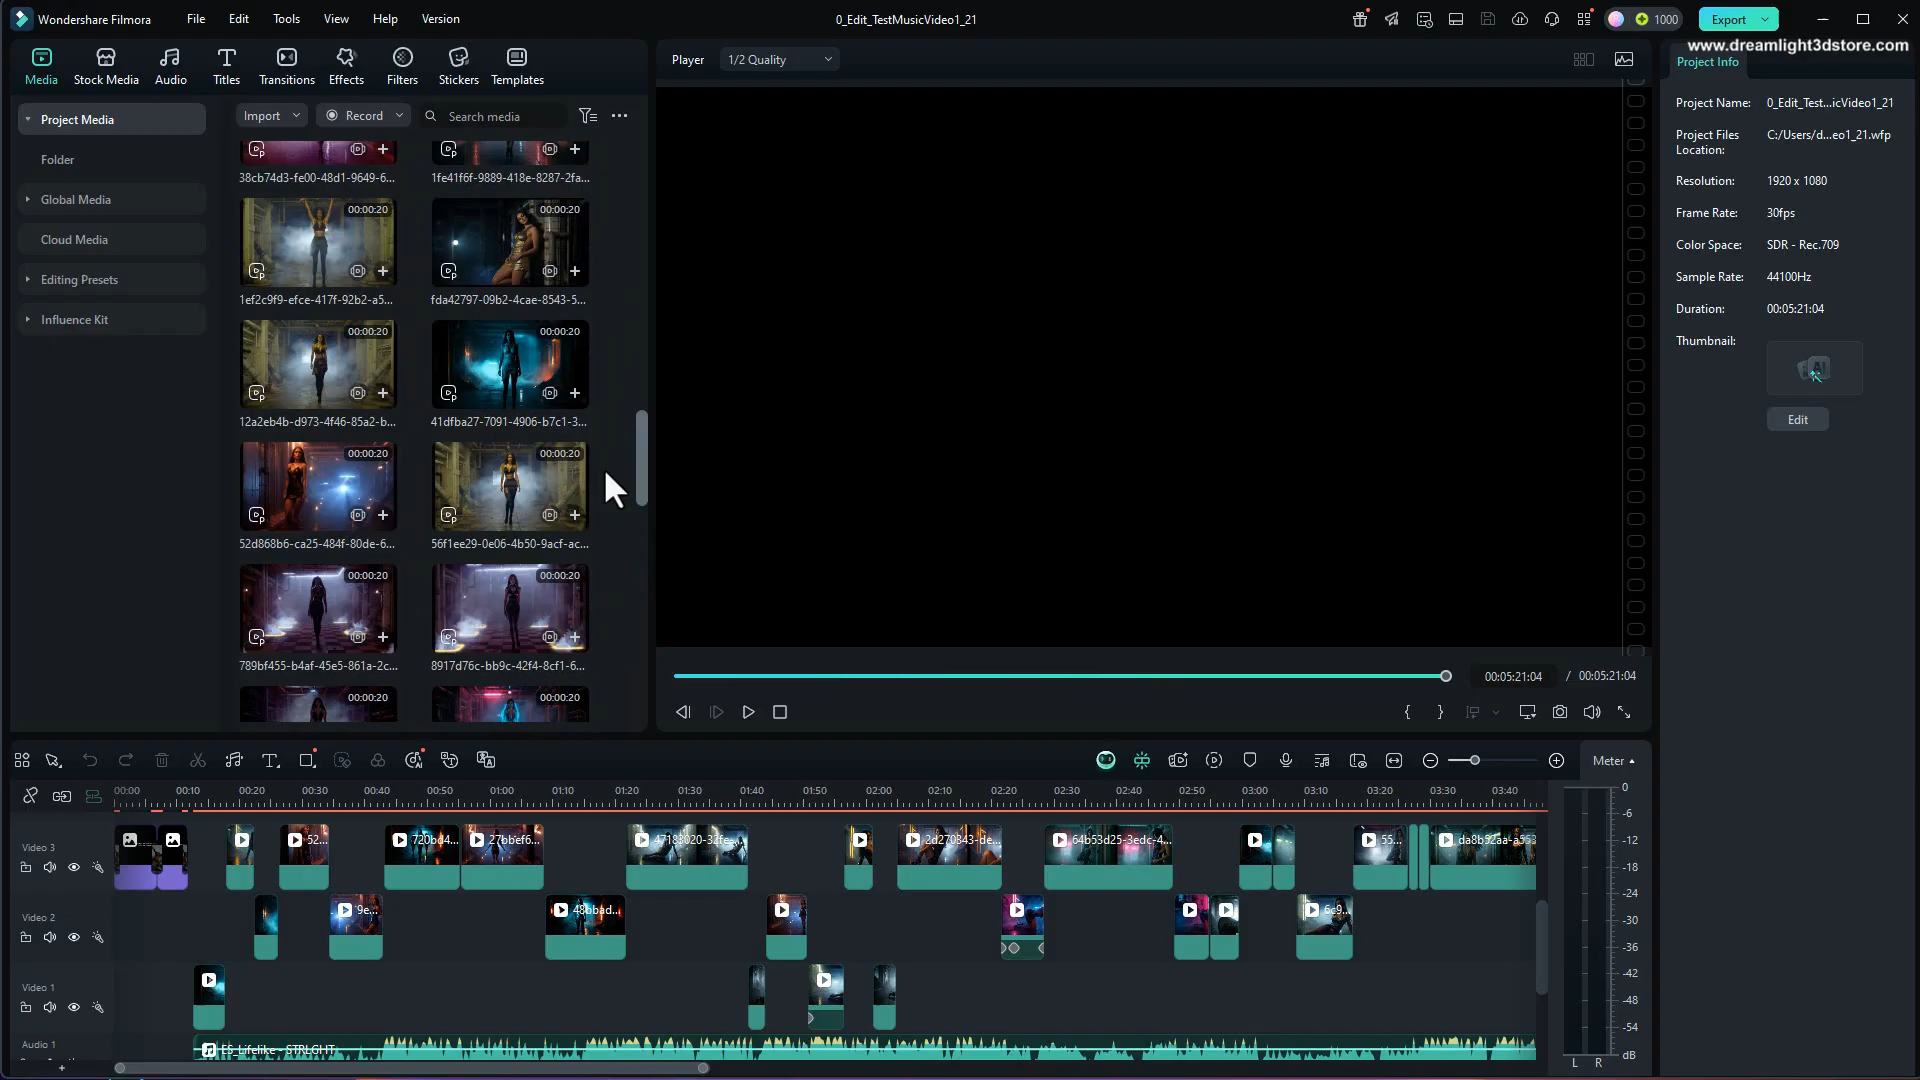 Wondershare Filmora
File
Edit
Tools
View
Help
Version
0_Edit_TestMusicVideo1_21
1000
Export
www.dreamlight3dstore.com
Media
Stock Media
Audio
Titles
Transitions
Effects
Filters
Stickers
Templates
Player
1/2 Quality
Project Info
Project Media
Folder
Global Media
Cloud Media
Editing Presets
Influence Kit
Import
Record
Search media
38cb74d3-fe00-48d1-9649-6...
1fe41f6f-9889-418e-8287-2fa...
00:00:20
00:00:20
1ef2c9f9-efce-417f-92b2-a5...
fda42797-09b2-4cae-8543-5...
00:00:20
00:00:20
12a2eb4b-d973-4f46-85a2-b...
41dfba27-7091-4906-b7c1-3...
00:00:20
00:00:20
52d868b6-ca25-484f-80de-6...
56f1ee29-0e06-4b50-9acf-ac...
00:00:20
00:00:20
789bf455-b4af-45e5-861a-2c...
8917d76c-bb9c-42f4-8cf1-6...
00:00:20
00:00:20
Project Name: 0_Edit_Test...icVideo1_21
Project Files Location: C:/Users/d...eo1_21.wfp
Resolution: 1920 x 1080
Frame Rate: 30fps
Color Space: SDR - Rec.709
Sample Rate: 44100Hz
Duration: 00:05:21:04
Thumbnail:
Edit
00:05:21:04 / 00:05:21:04
Meter
00:00 00:10 00:20 00:30 00:40 00:50 01:00 01:10 01:20 01:30 01:40 01:50 02:00 02:10 02:20 02:30 02:40 02:50 03:00 03:10 03:20 03:30 03:40
Video 3
52...
720bd4...
27bbef6...
2d270343-de...
64b53d25-3edc-4...
55...
da8b52aa-a553
Video 2
9e...
48bbad...
6c9...
Video 1
Audio 1
ES_Lifelike - STRLGHT
0
-6
-12
-18
-24
-30
-36
-42
-48
-54
dB
L R